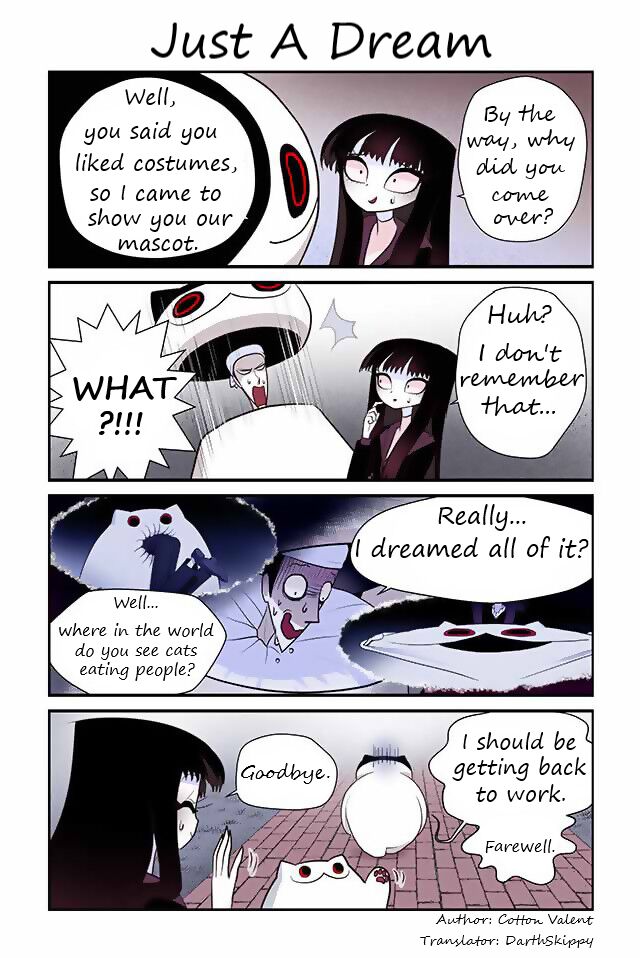 Just A Dream
By the
way, why
did you
come
over?
Well,
you said you
liked costumes,
so I came to
show you our
mascot.
Huh?
I don't
remember
that...
WHAT
?!!!
Really...
I dreamed all of it?
Well...
where in the world
do you see cats
eating people?
I should be
getting back
to work.
Farewell.
Goodbye.
Author: Cotton Valent
Translator: DarthSkippy